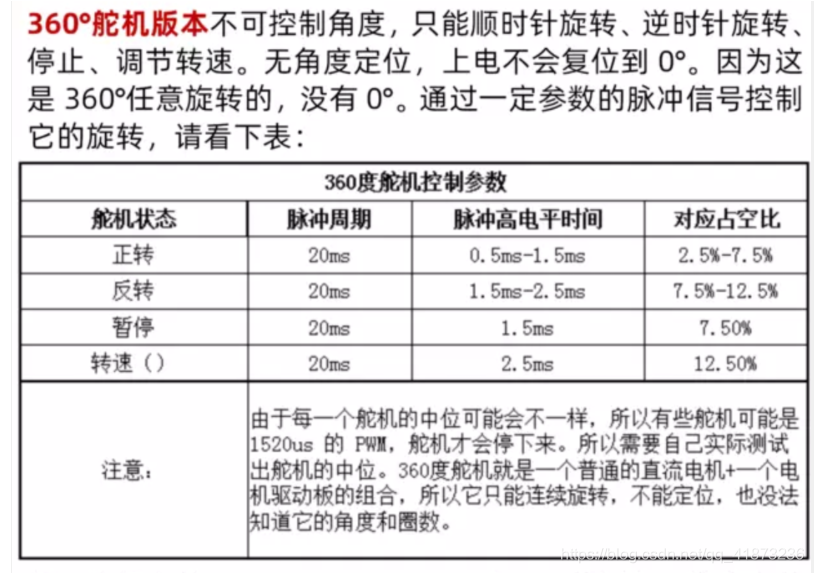 360°舵机版本不可控制角度，只能顺时针旋转、逆时针旋转、
停止、调节转速。无角度定位，上电不会复位到 0°。因为这
是 360°任意旋转的，没有 0°。通过一定参数的脉冲信号控制
它的旋转，请看下表：
360度舵机控制参数
舵机状态 脉冲周期 脉冲高电平时间 对应占空比
正转 20ms 0.5ms-1.5ms 2.5%-7.5%
反转 20ms 1.5ms-2.5ms 7.5%-12.5%
暂停 20ms 1.5ms 7.50%
转速() 20ms 2.5ms 12.50%
注意：
由于每一个舵机的中位可能会不一样，所以有些舵机可能是
1520us 的 PWM，舵机才会停下来。所以需要自己实际测试
出舵机的中位。360度舵机就是一个普通的直流电机+一个电
机驱动板的组合，所以它只能连续旋转，不能定位，也没法
知道它的角度和圈数。